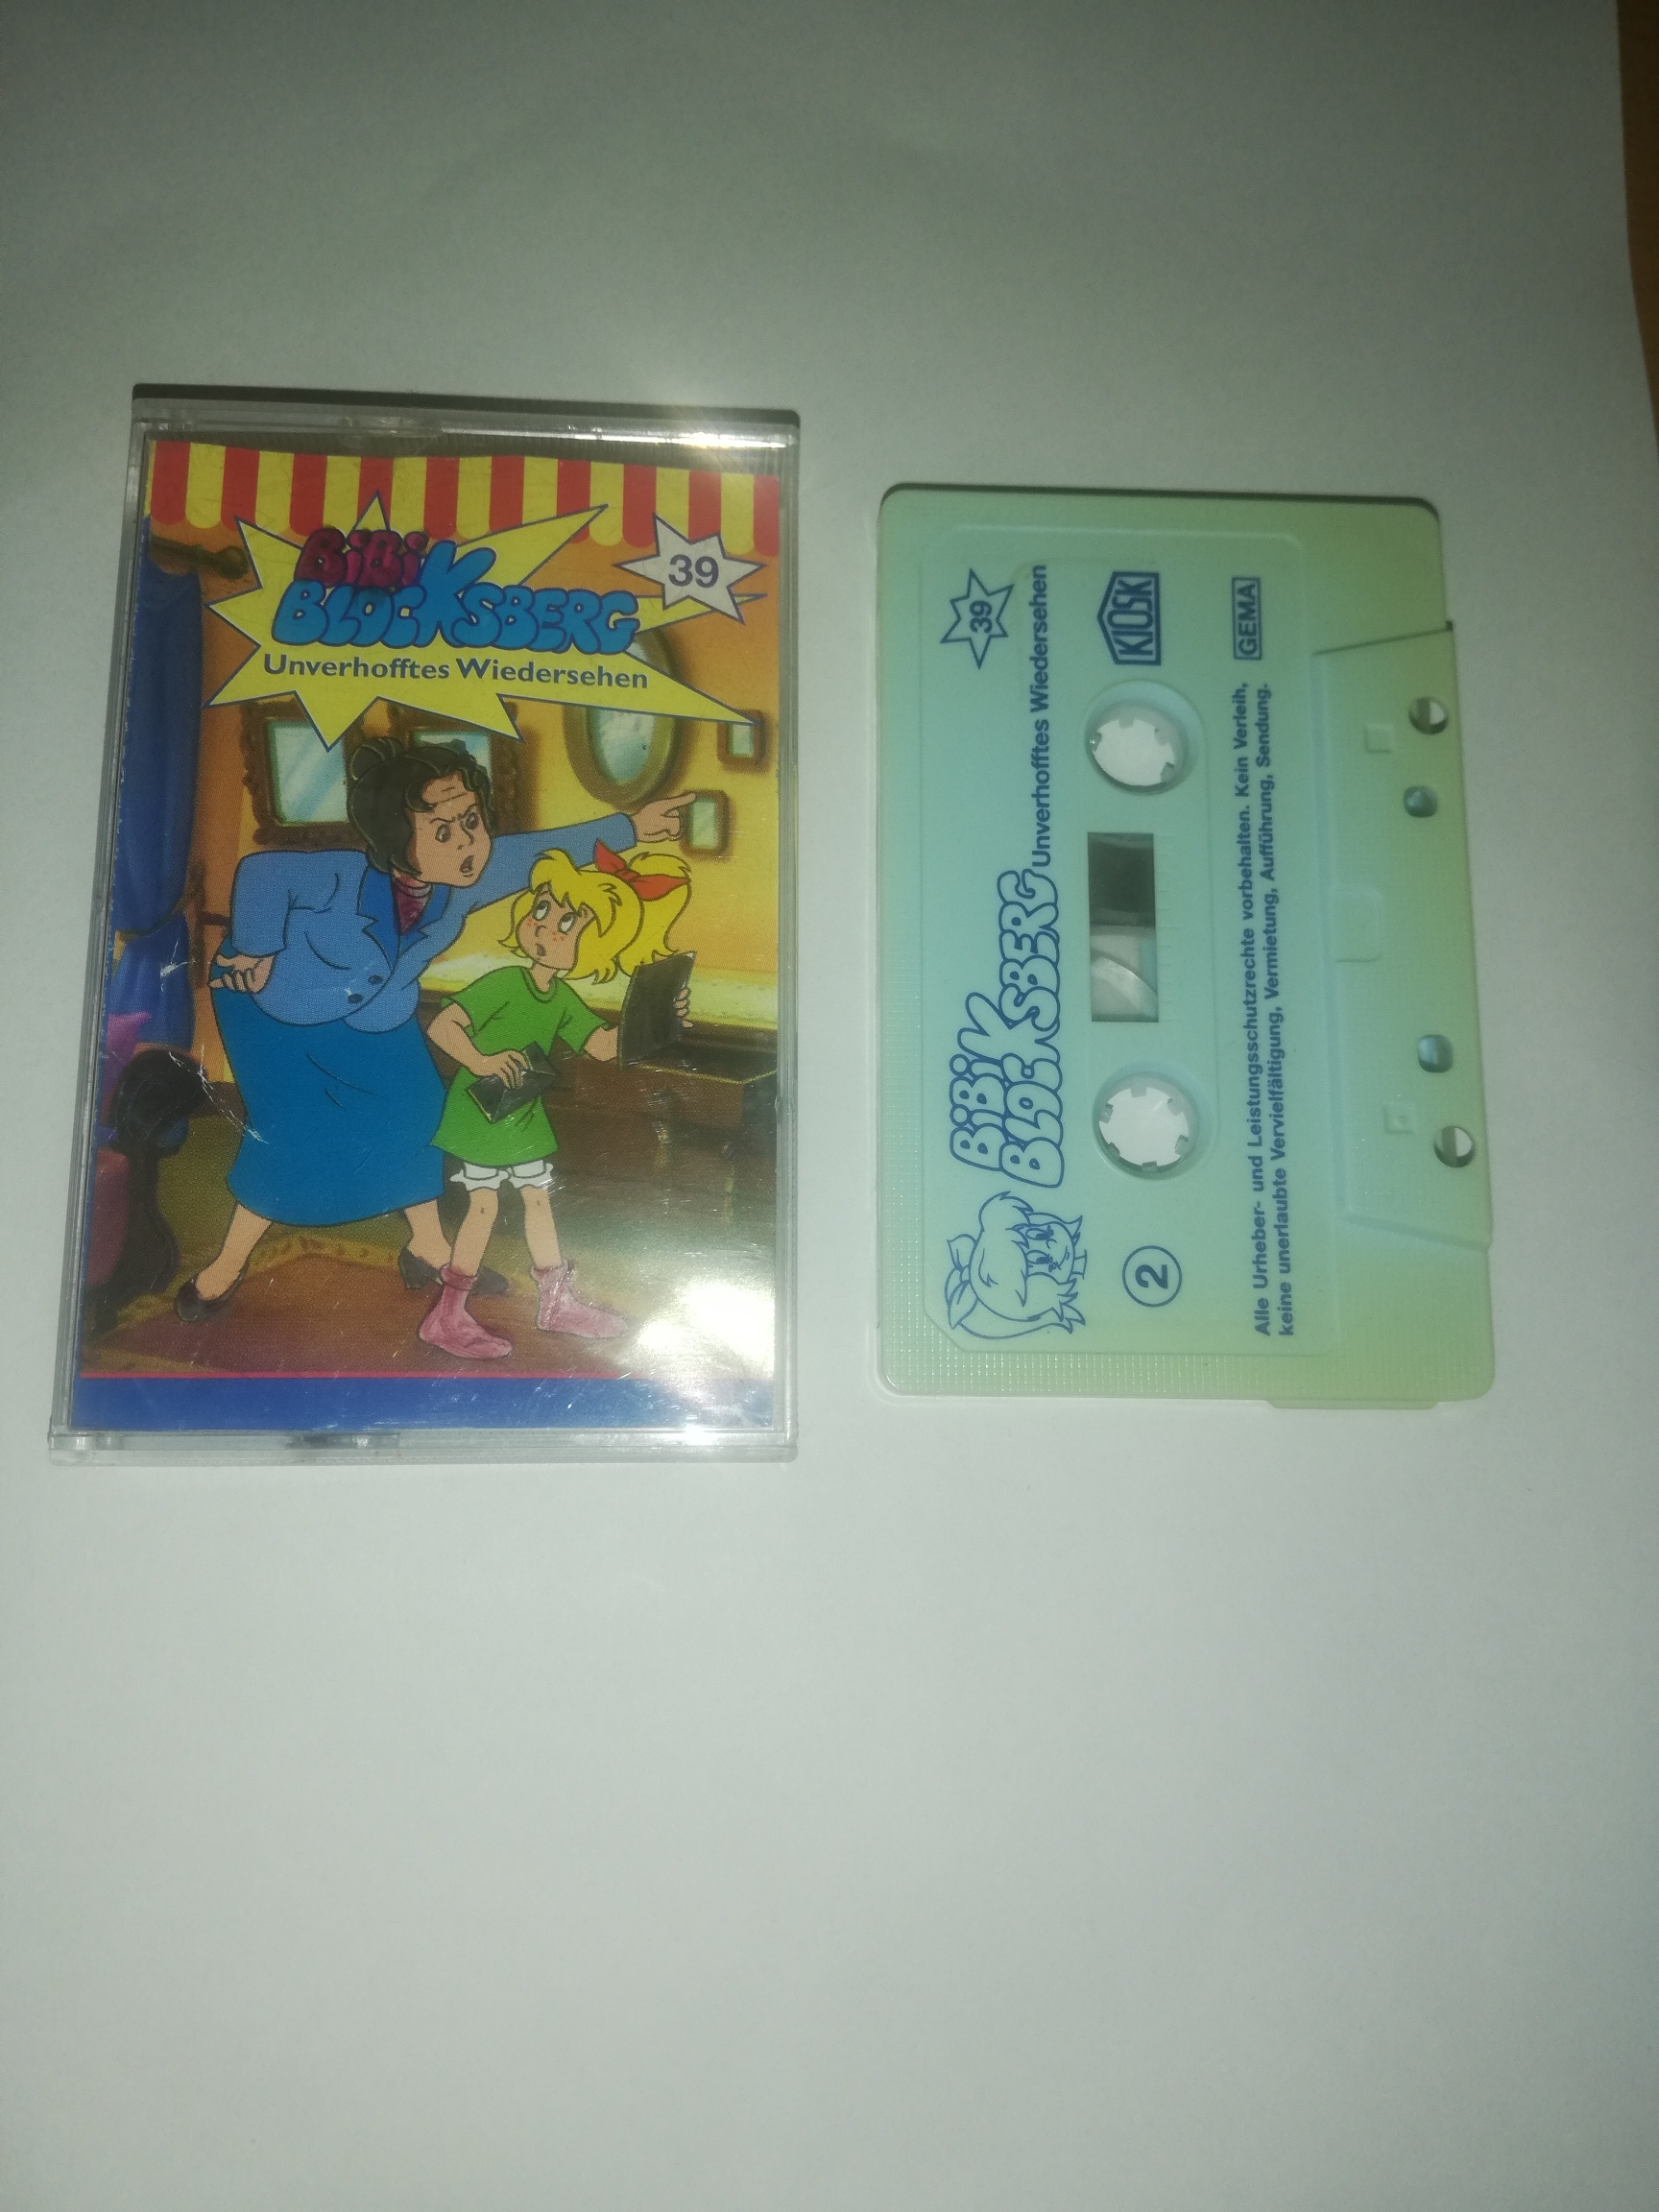 BiBi
BLOCKSBERG
39
Unverhofftes Wiedersehen
BiBi
BLOCKSBERG Unverhofftes Wiedersehen
39
2
KIOSK
Alle Urheber- und Leistungsschutzrechte vorbehalten. Kein Verleih,
keine unerlaubte Vervielfältigung, Vermietung, Aufführung, Sendung.
GEMA